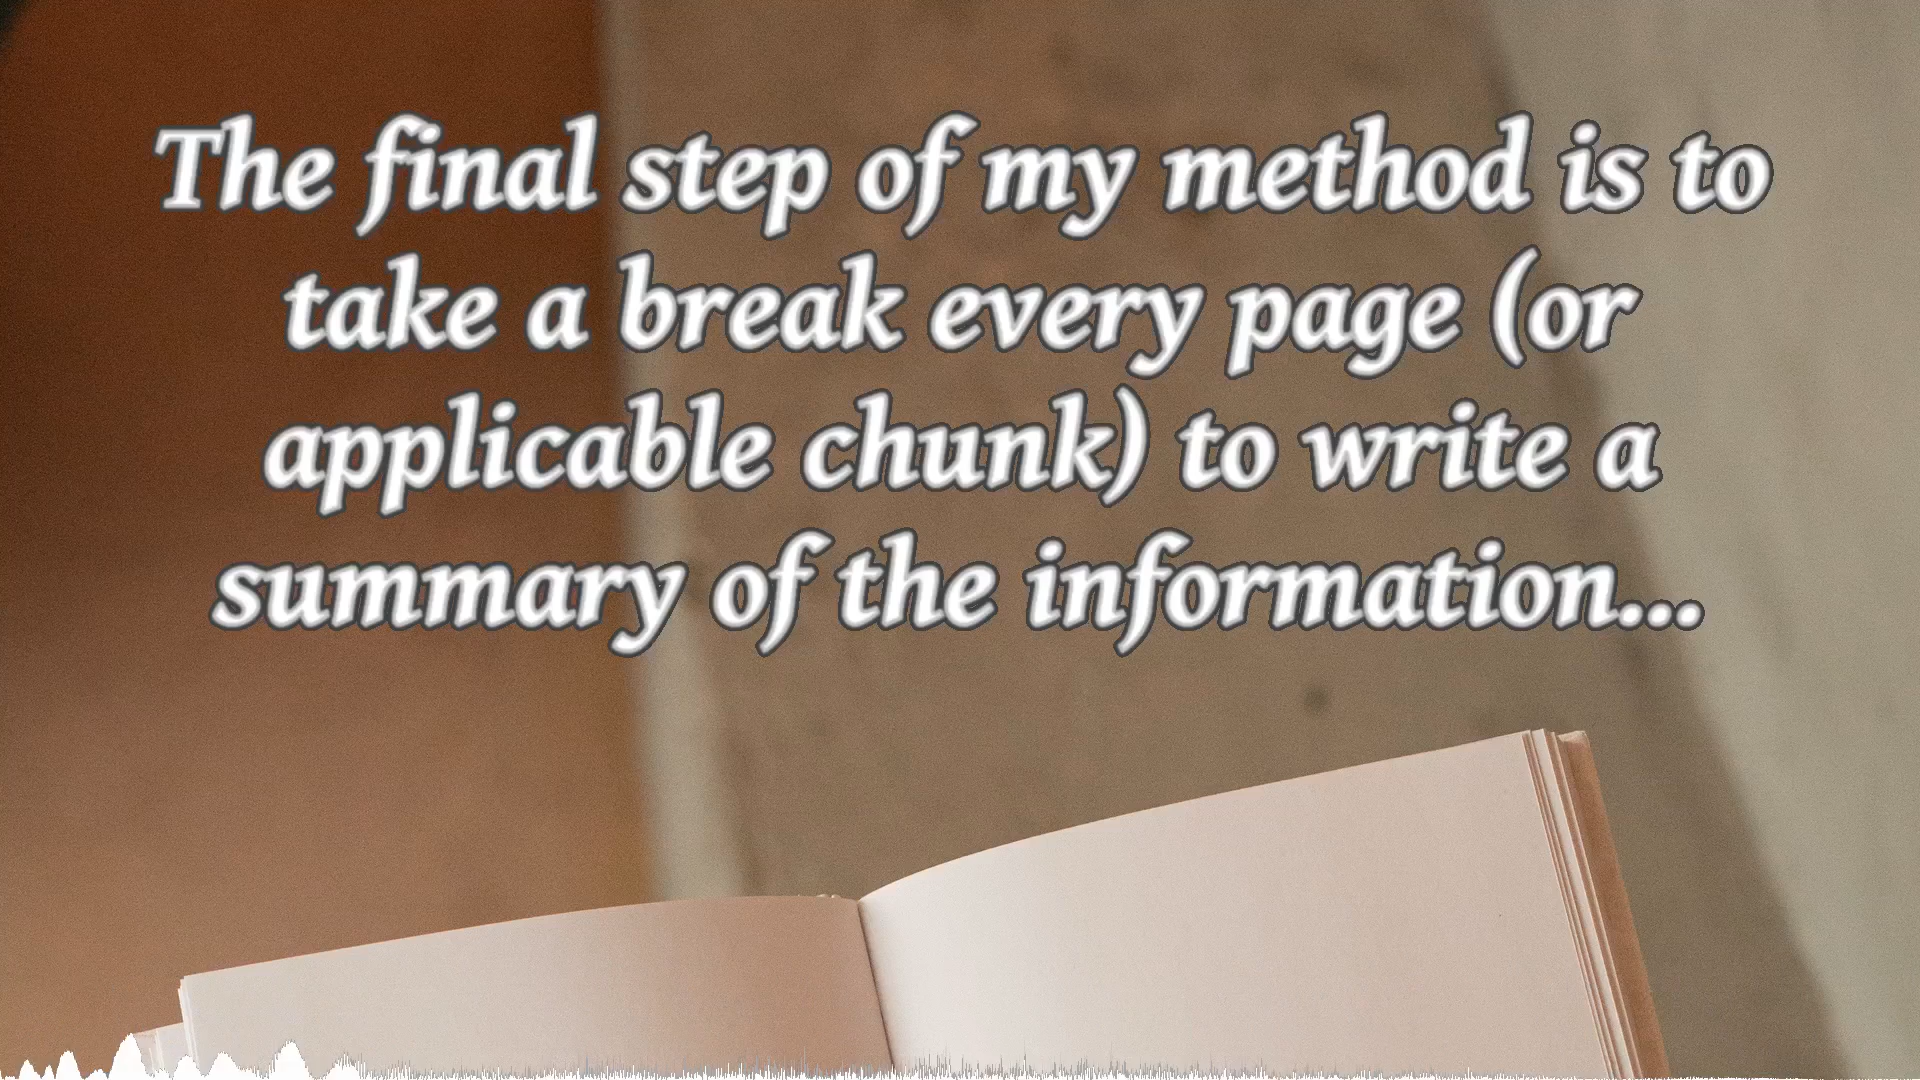 The final step of my method is to
take a break every page (or
applicable chunk) to write a
summary of the information...